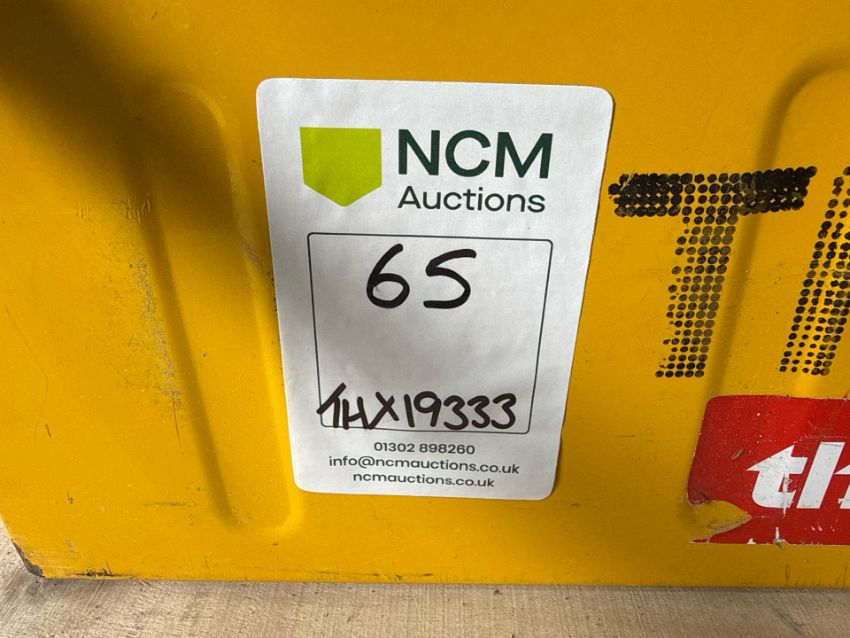 NCM
Auctions
65
THX19333
01302 898260
info@ncmauctions.co.uk
ncmauctions.co.uk
T